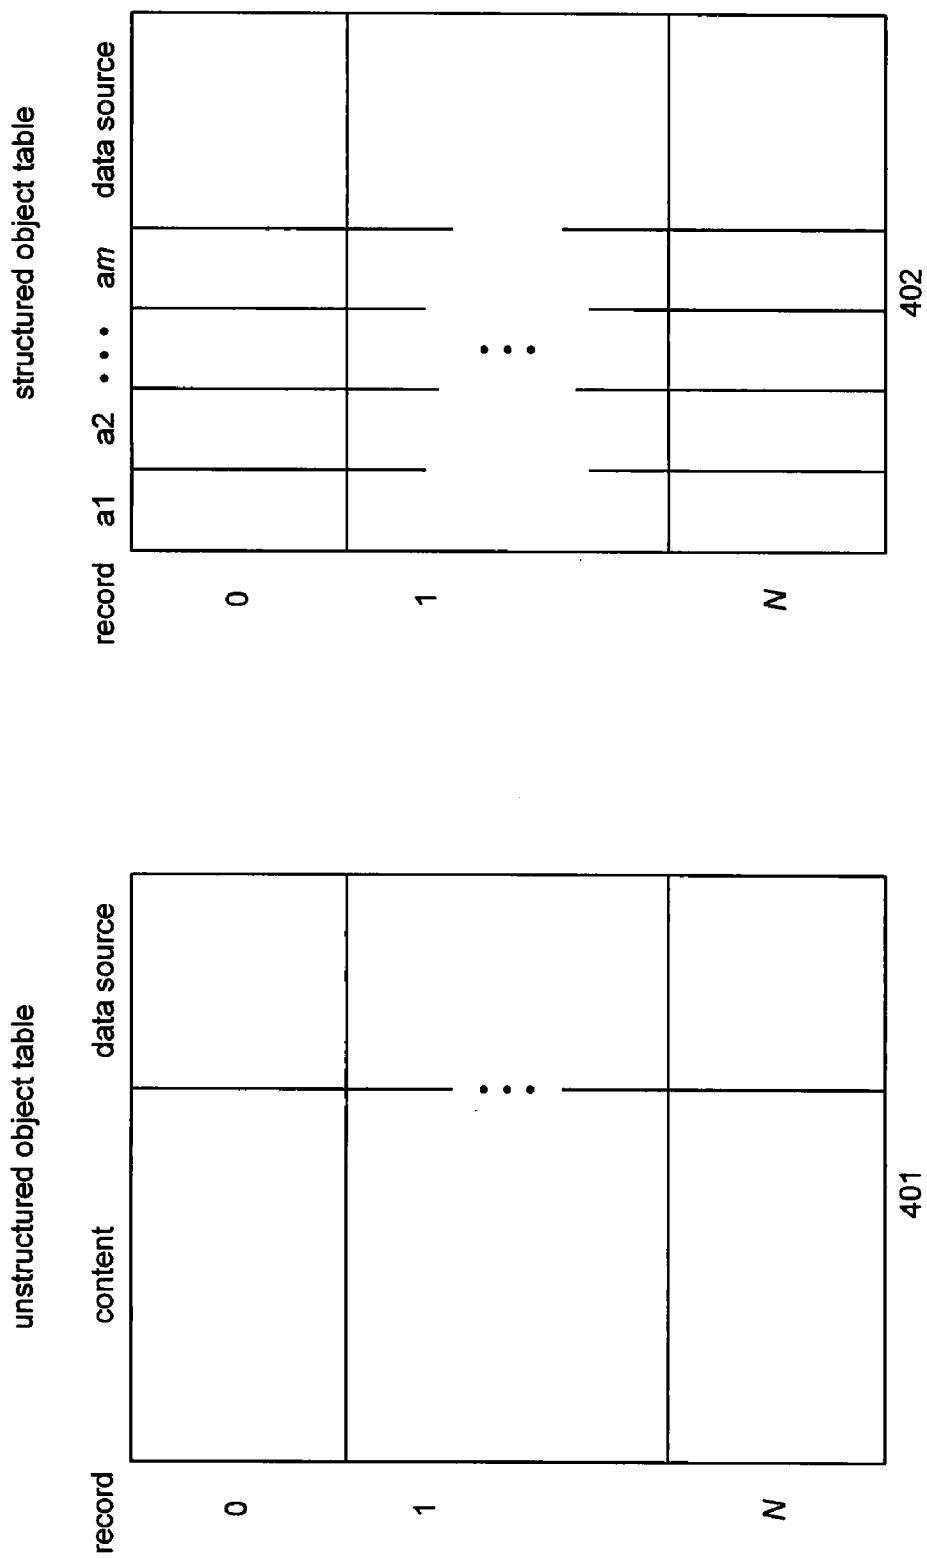 unstructured object table
record content data source
0
1
N
401
structured object table
record a1 a2 ••• am data source
0
1
•••
N
402